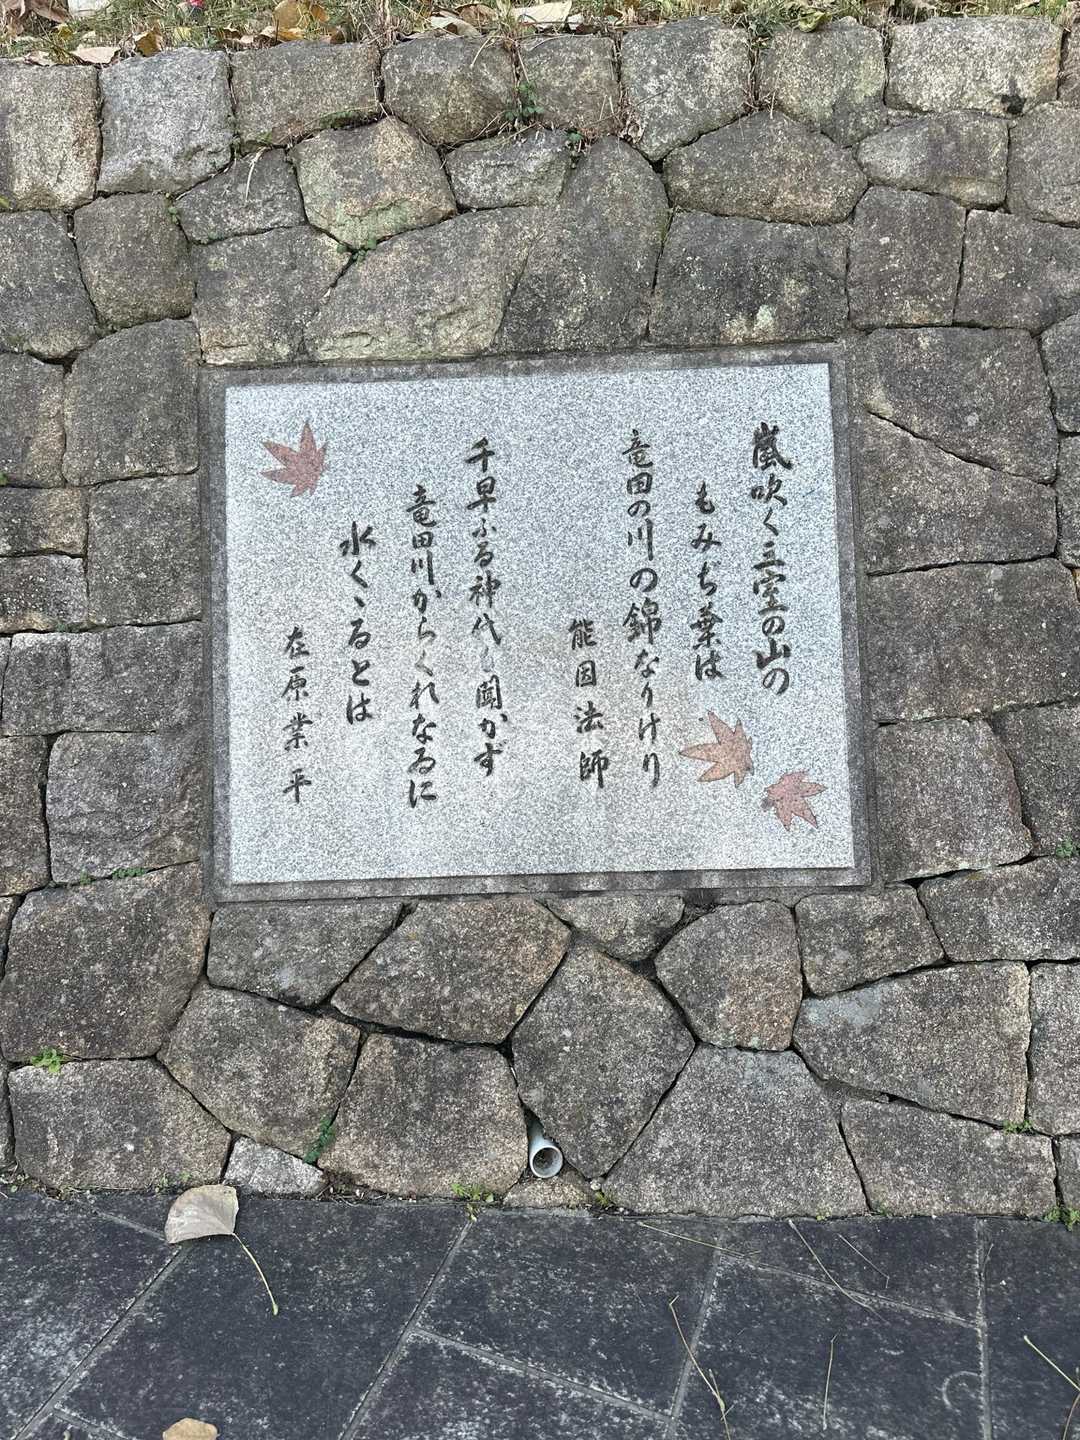 嵐吹く三室の山の
もみぢ葉は
竜田の川の錦なりけり
能因法師
千早ふる神代も聞かず
竜田川からくれなゐに
水くゝるとは
在原業平